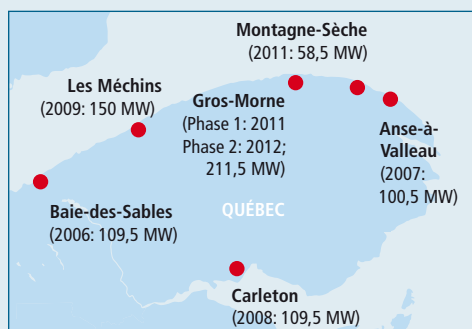 Montagne-Sèche
(2011: 58,5 MW)
Les Méchins
(2009: 150 MW)
Gros-Morne
(Phase 1: 2011
Phase 2: 2012;
211,5 MW)
Anse-à-
Valleau
(2007:
100,5 MW)
Baie-des-Sables
(2006: 109,5 MW)
QUÉBEC
Carleton
(2008: 109,5 MW)